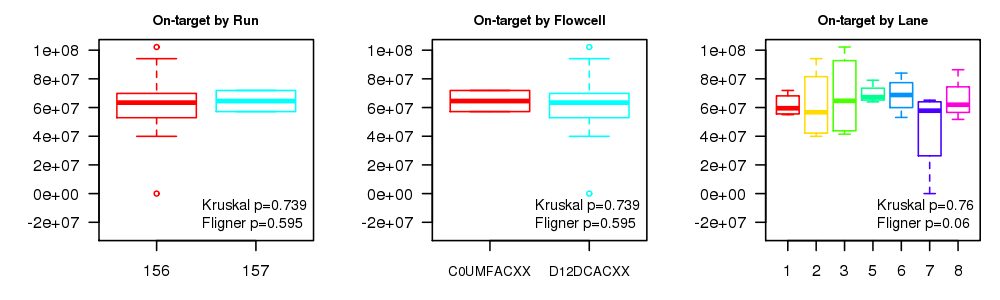 On-target by Run
1e+08
8e+07
6e+07
4e+07
2e+07
0e+00
-2e+07
Kruskal p=0.739
Fligner p=0.595
156 157
On-target by Flowcell
1e+08
8e+07
6e+07
4e+07
2e+07
0e+00
-2e+07
Kruskal p=0.739
Fligner p=0.595
C0UMFACXX D12DCACXX
On-target by Lane
1e+08
8e+07
6e+07
4e+07
2e+07
0e+00
-2e+07
Kruskal p=0.76
Fligner p=0.06
1 2 3 5 6 7 8